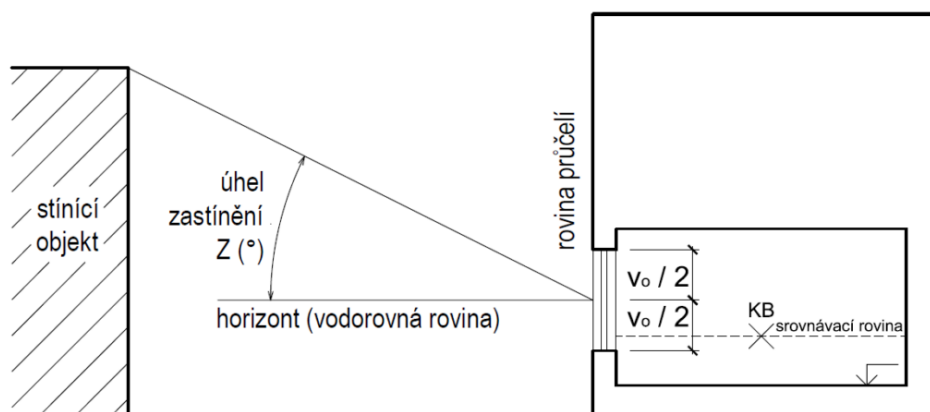 stínící
objekt
úhel
zastínění
Z (°)
horizont (vodorovná rovina)
rovina průčelí
vₒ / 2
vₒ / 2
KB
srovnávací rovina